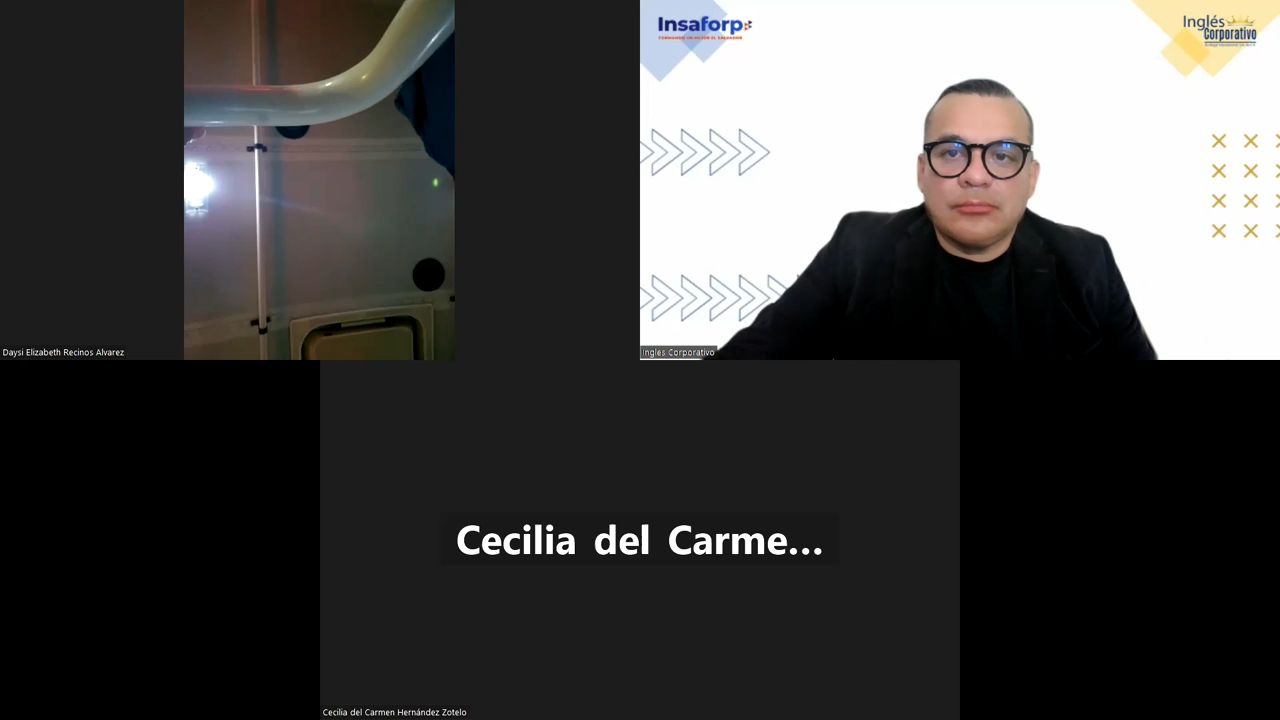 Insaforp
Inglés
Corporativo
Daysi Elizabeth Recinos Alvarez
Ingles Corporativo
Cecilia del Carme...
Cecilia del Carmen Hernández Zotelo